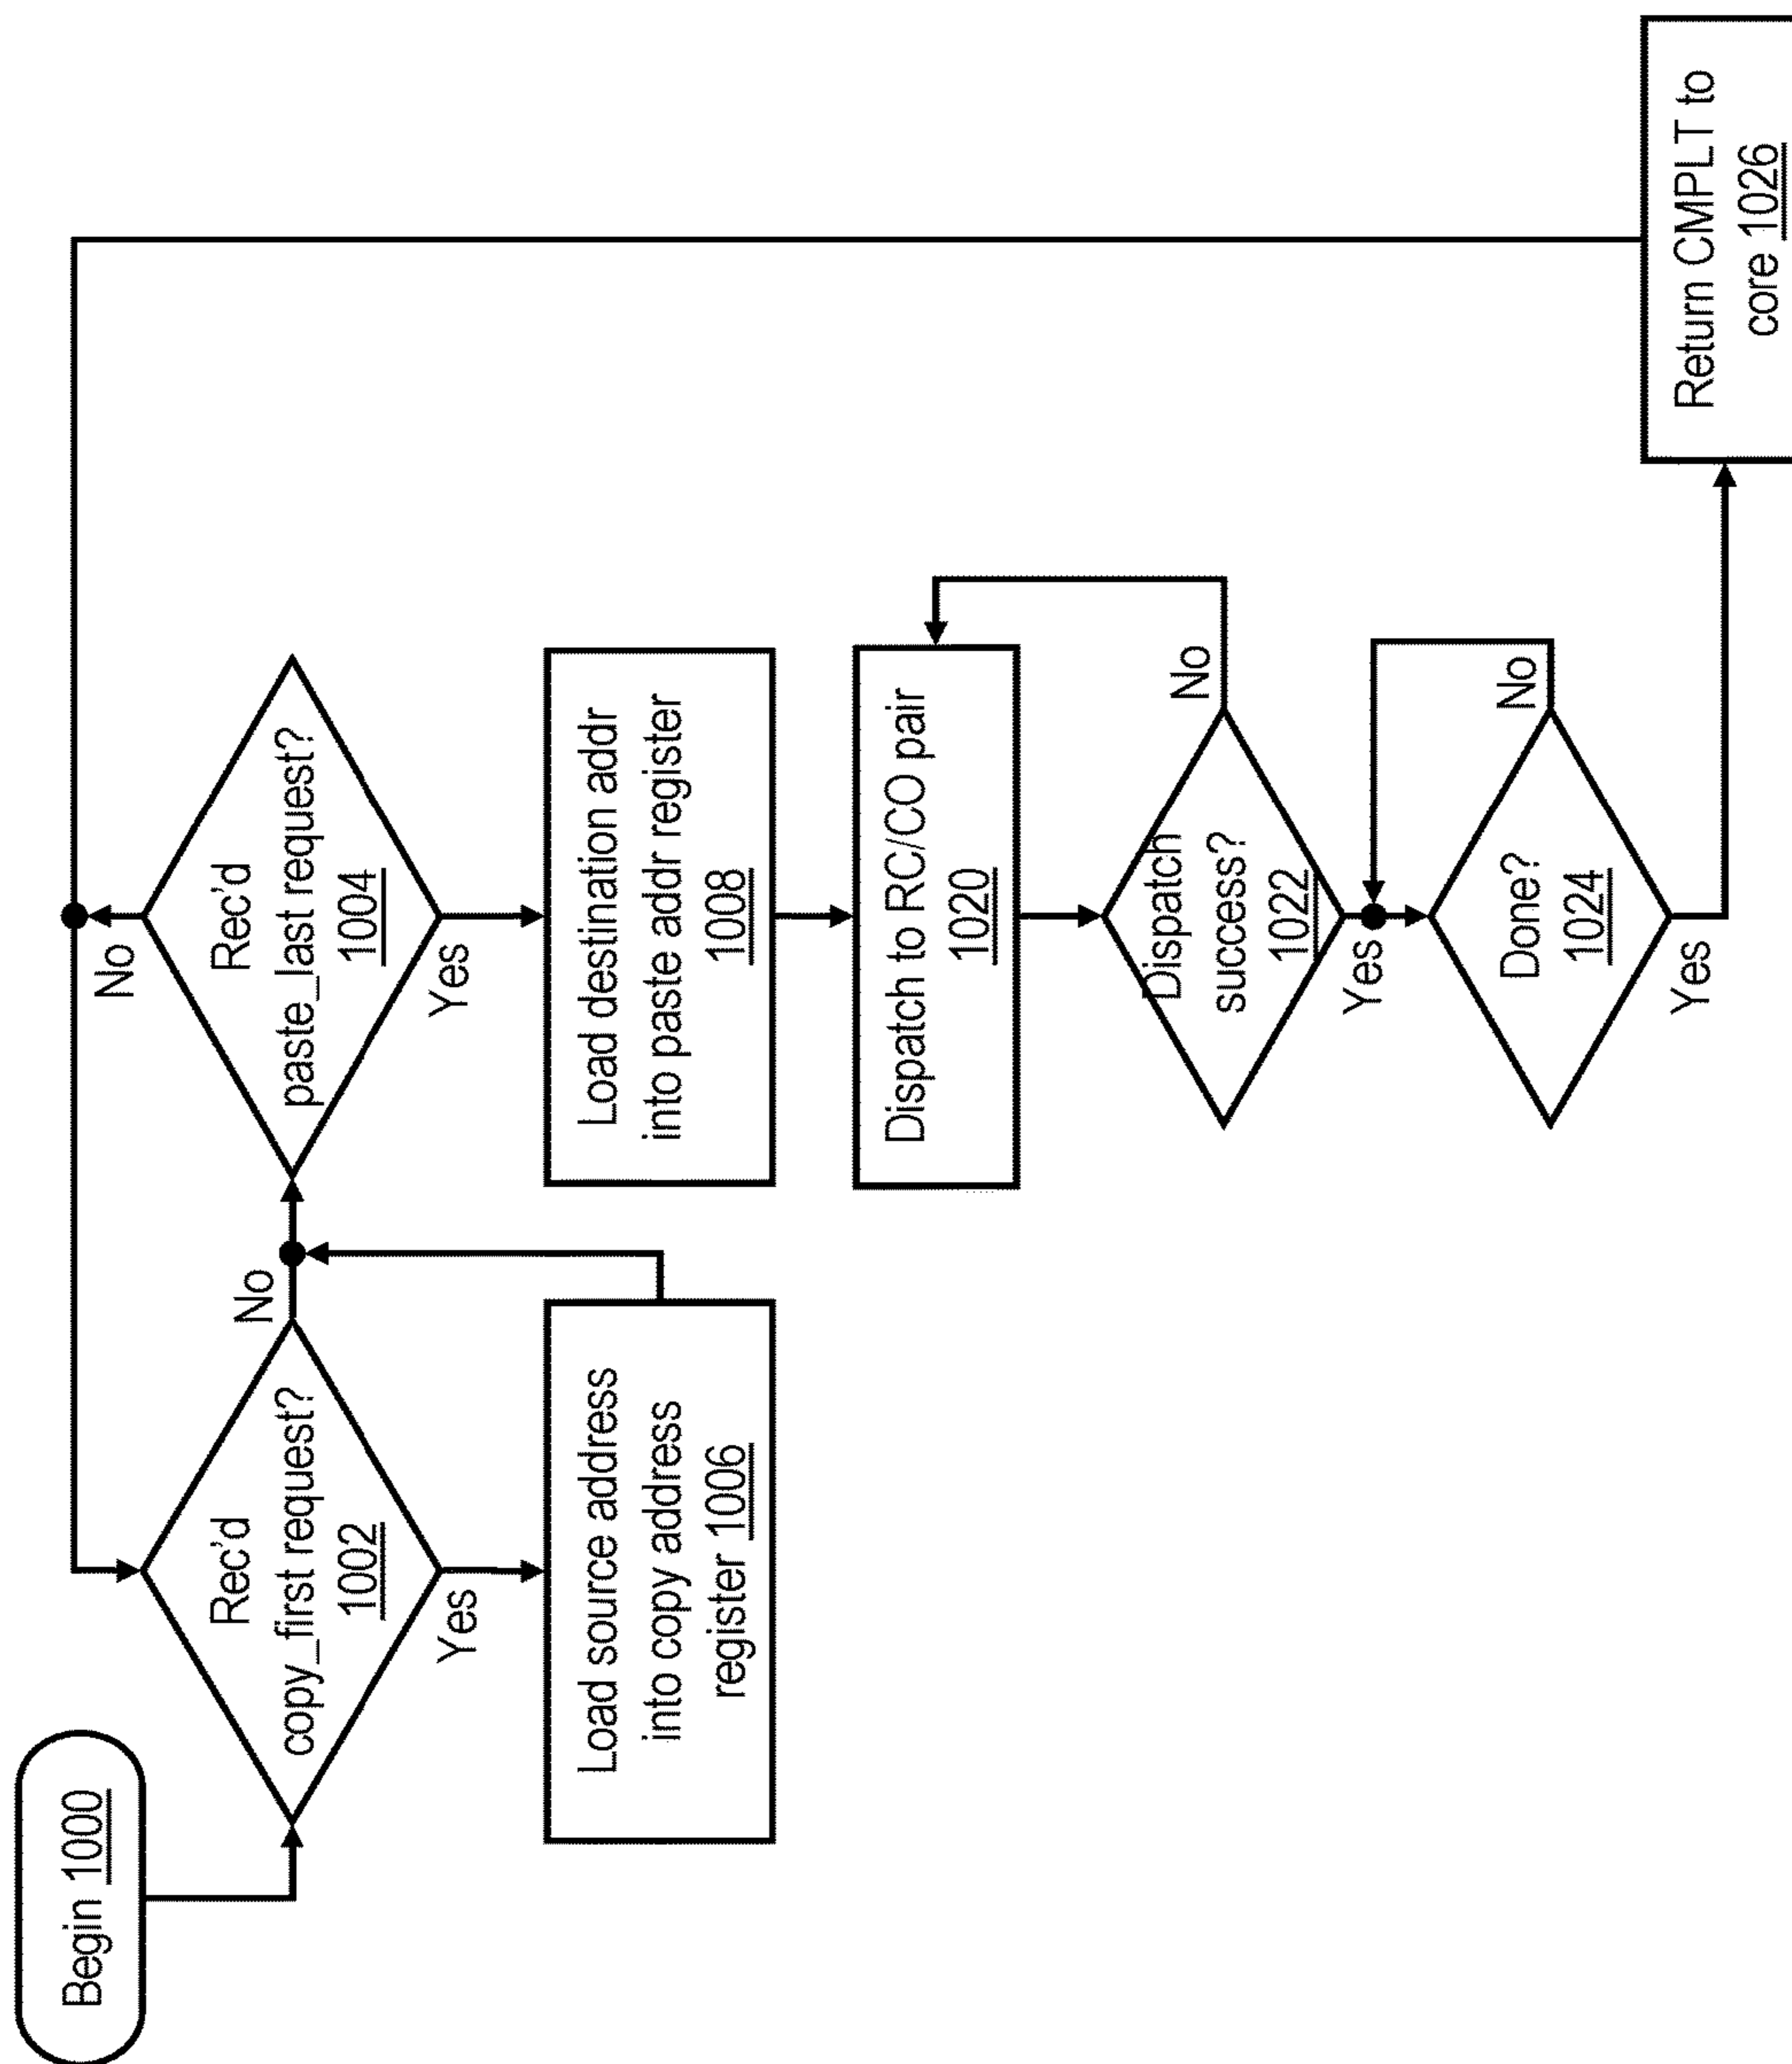 Begin 1000
Rec'd
copy_first request?
1002
No
Yes
Load source address
into copy address
register 1006
Rec'd
paste_last request?
1004
No
Yes
Load destination addr
into paste addr register
1008
Dispatch to RC/CO pair
1020
Dispatch
success?
1022
No
Yes
Done?
1024
No
Yes
Return CMPLT to
core 1026